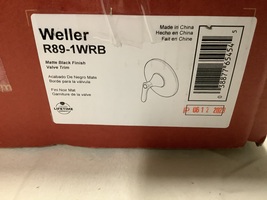 Weller
R89-1WRB
Matte Black Finish
Valve Trim
Acabado De Negro Mate
Borde para la válvula
Fini Noir Mat
Garniture de la valve
LIFETIME
Made in China
Hecho en China
Fait en Chine